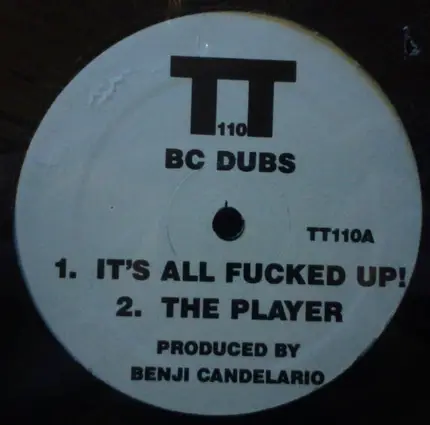 TT
110
BC DUBS
TT110A
1. IT'S ALL FUCKED UP!
2. THE PLAYER
PRODUCED BY
BENJI CANDELARIO